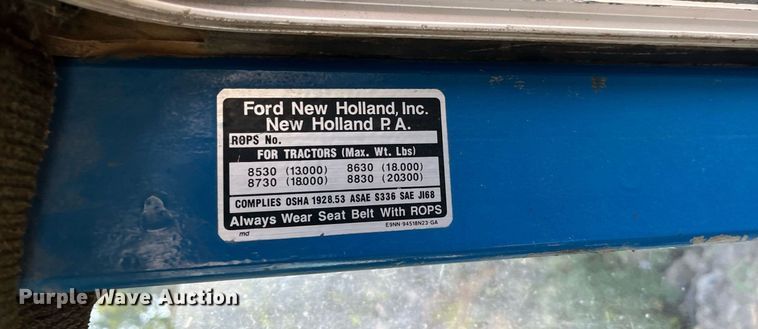 Ford New Holland, Inc.
New Holland P.A.
ROPS No.
FOR TRACTORS (Max. Wt. Lbs)
8530 (13000) 8630 (18.000)
8730 (18000) 8830 (20300)
COMPLIES OSHA 1928.53 ASAE S336 SAE J168
Always Wear Seat Belt With ROPS
md E9NN-94518N23-GA
Purple Wave Auction